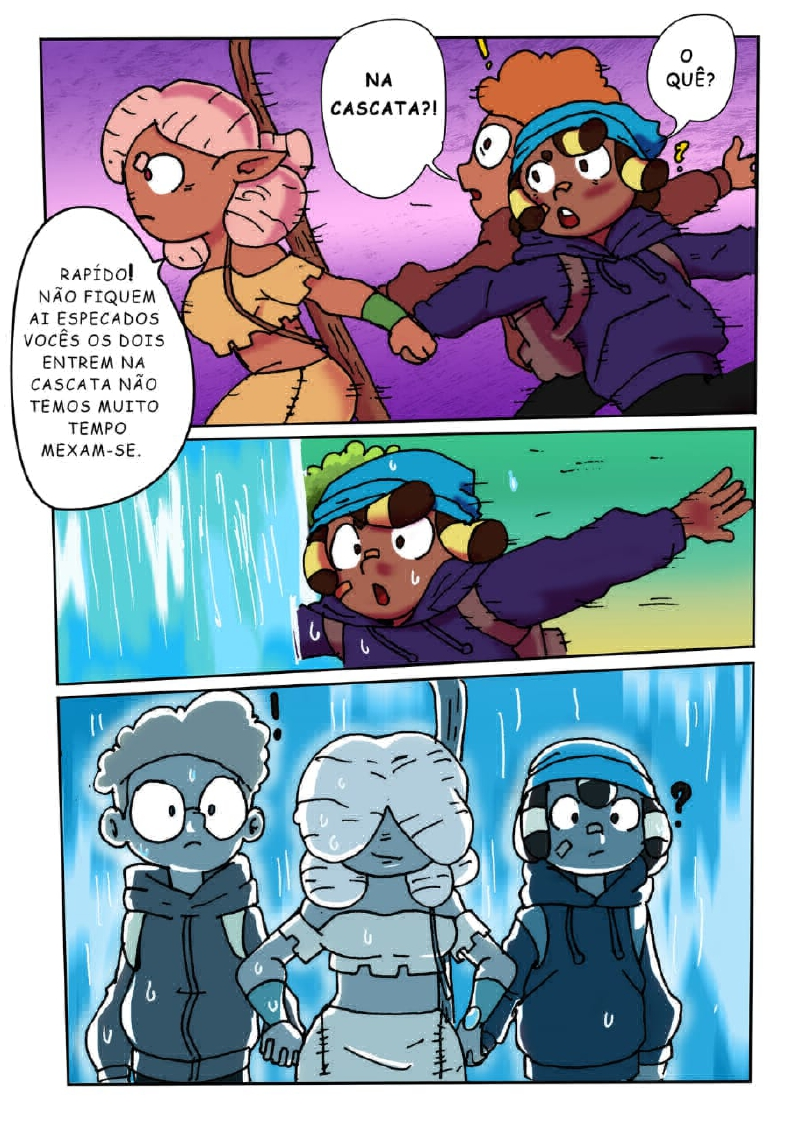 NA
CASCATA?!
O
QUÊ?
RAPÍDO!
NÃO FIQUEM
AI ESPECADOS
VOCÊS OS DOIS
ENTREM NA
CASCATA NÃO
TEMOS MUITO
TEMPO
MEXAM-SE.
!
?
!
?